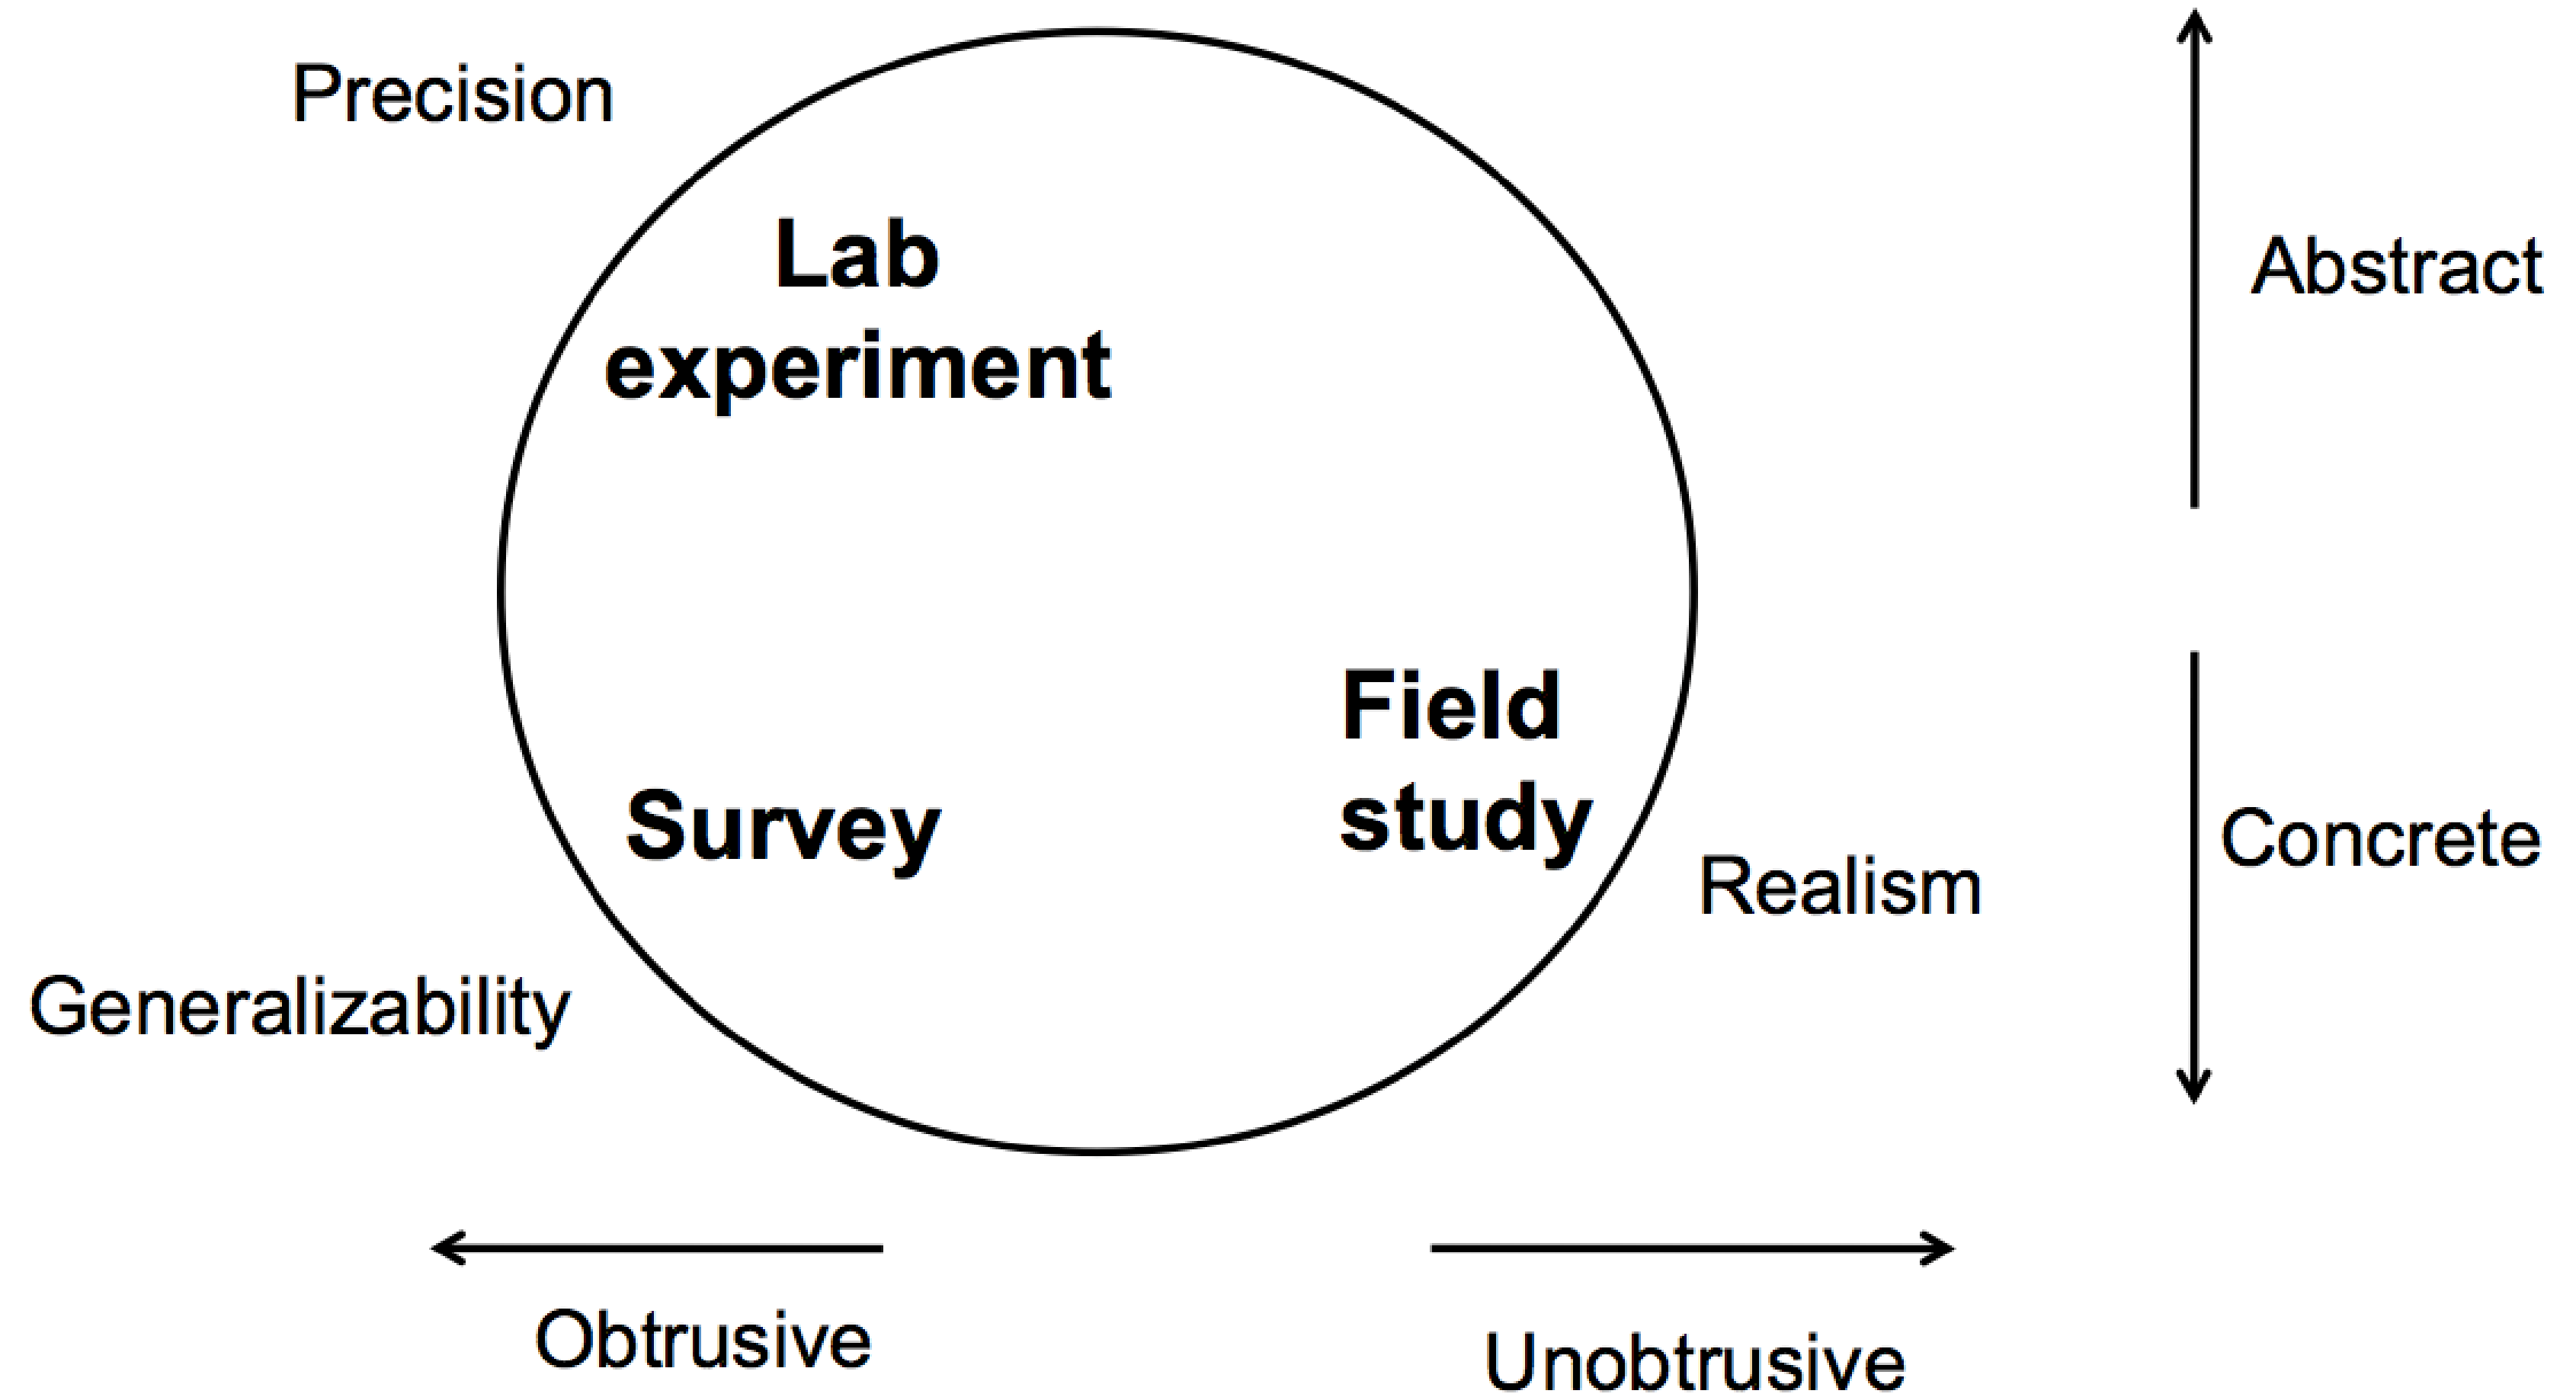 Precision
Lab
experiment
Abstract
Field
study
Survey
Concrete
Realism
Generalizability
Obtrusive
Unobtrusive